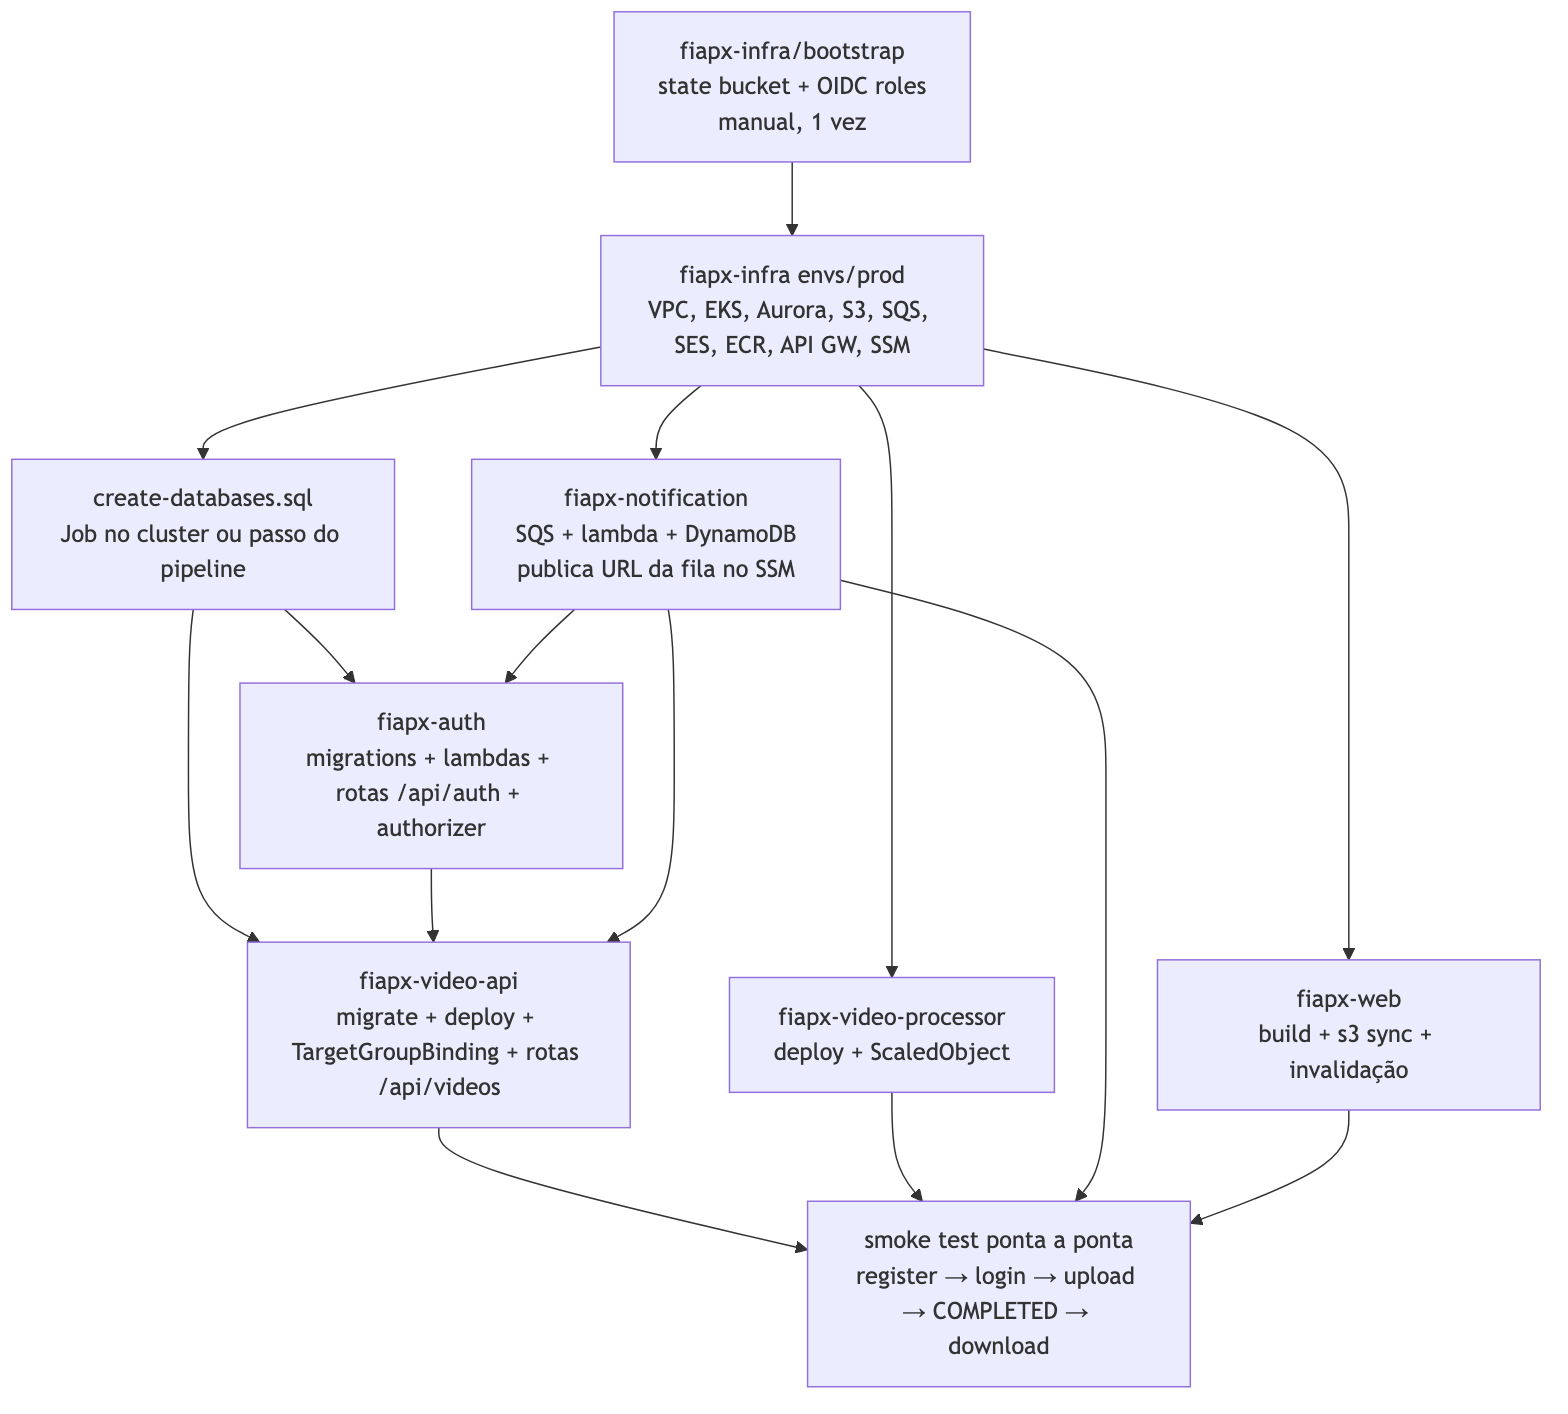 fiapx-infra/bootstrap
state bucket + OIDC roles
manual, 1 vez
fiapx-infra envs/prod
VPC, EKS, Aurora, S3, SQS,
SES, ECR, API GW, SSM
create-databases.sql
Job no cluster ou passo do
pipeline
fiapx-notification
SQS + lambda + DynamoDB
publica URL da fila no SSM
fiapx-auth
migrations + lambdas +
rotas /api/auth +
authorizer
fiapx-video-api
migrate + deploy +
TargetGroupBinding + rotas
/api/videos
fiapx-video-processor
deploy + ScaledObject
fiapx-web
build + s3 sync +
invalidação
smoke test ponta a ponta
register → login → upload
→ COMPLETED →
download